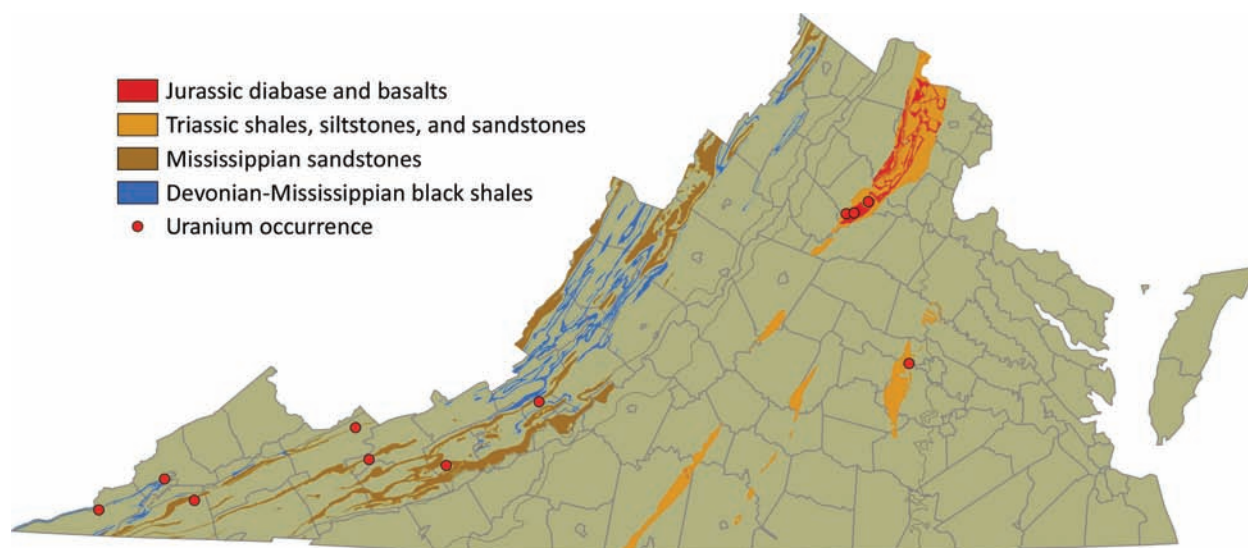 Jurassic diabase and basalts
Triassic shales, siltstones, and sandstones
Mississippian sandstones
Devonian-Mississippian black shales
Uranium occurrence